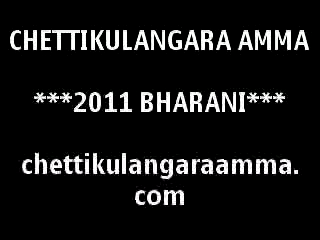 CHETTIKULANGARA AMMA
***2011 BHARANI***
chettikulangaraamma.
com